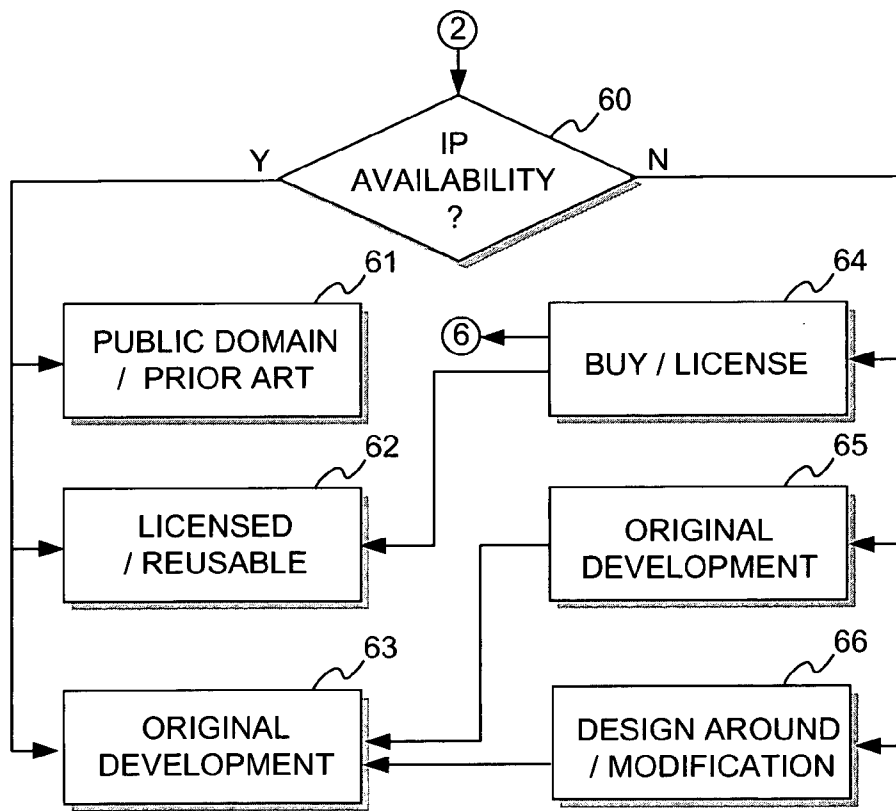 2
60
IP
AVAILABILITY
?
Y
N
61
PUBLIC DOMAIN
/ PRIOR ART
64
BUY / LICENSE
6
62
LICENSED
/ REUSABLE
65
ORIGINAL
DEVELOPMENT
63
ORIGINAL
DEVELOPMENT
66
DESIGN AROUND
/ MODIFICATION